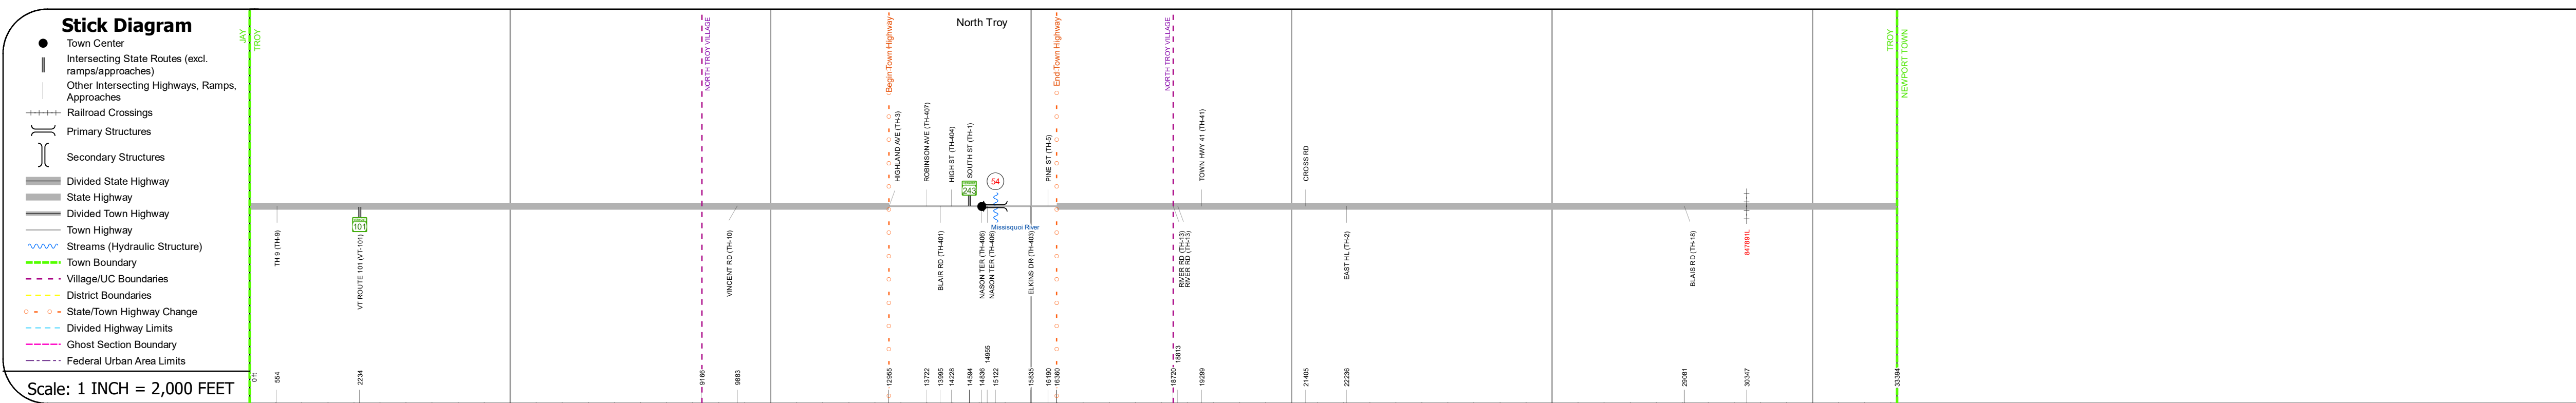 Stick Diagram
Town Center
Intersecting State Routes (excl.
ramps/approaches)
Other Intersecting Highways, Ramps,
Approaches
Railroad Crossings
Primary Structures
Secondary Structures
Divided State Highway
State Highway
Divided Town Highway
Town Highway
Streams (Hydraulic Structure)
Town Boundary
Village/UC Boundaries
District Boundaries
State/Town Highway Change
Divided Highway Limits
Ghost Section Boundary
Federal Urban Area Limits
Scale: 1 INCH = 2,000 FEET
JAY
TROY
NORTH TROY VILLAGE
Begin Town Highway
North Troy
End Town Highway
NORTH TROY VILLAGE
TROY
NEWPORT TOWN
HIGHLAND AVE (TH-3)
ROBINSON AVE (TH-407)
HIGH ST (TH-404)
SOUTH ST (TH-1)
PINE ST (TH-5)
TOWN HWY 41 (TH-41)
CROSS RD
243
54
101
Missisquoi River
TH 9 (TH-9)
VT ROUTE 101 (VT-101)
VINCENT RD (TH-10)
BLAIR RD (TH-401)
NASON TER (TH-406)
NASON TER (TH-406)
ELKINS DR (TH-403)
RIVER RD (TH-13)
RIVER RD (TH-13)
EAST HL (TH-2)
BLAIS RD (TH-18)
847891L
0 ft
554
2234
9166
9883
12955
13722
13995
14228
14594
14836
14955
15122
15835
16190
16360
18720
18813
19299
21405
22236
29081
30347
33394